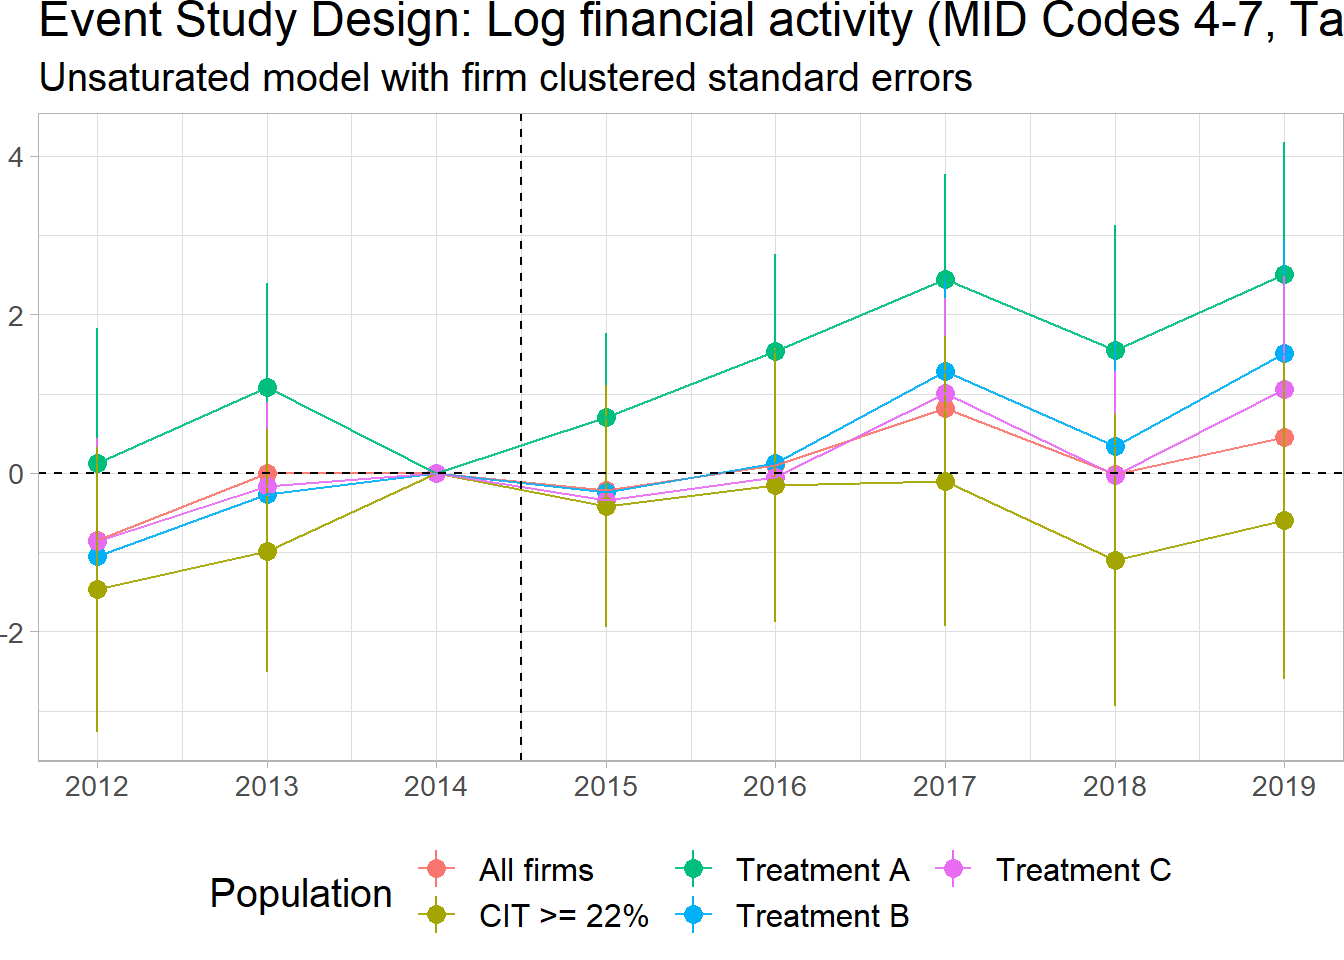 Event Study Design: Log financial activity (MID Codes 4-7, Ta
Unsaturated model with firm clustered standard errors
4
2
0
-2
2012 2013 2014 2015 2016 2017 2018 2019
Population
All firms Treatment A Treatment C
CIT >= 22% Treatment B